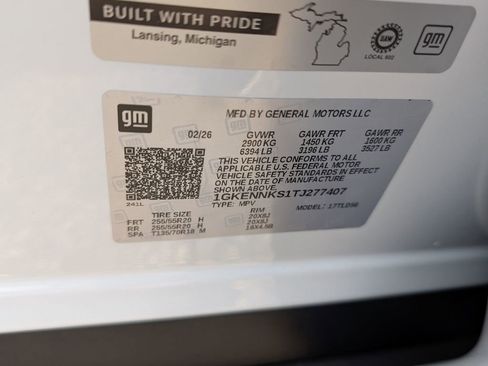 BUILT WITH PRIDE
Lansing, Michigan
UAW
LOCAL 602
gm
gm
MFD BY GENERAL MOTORS LLC
02/26 GVWR GAWR FRT GAWR RR
2900 KG 1450 KG 1600 KG
6394 LB 3196 LB 3527 LB
THIS VEHICLE CONFORMS TO ALL
APPLICABLE U.S. FEDERAL MOTOR
VEHICLE SAFETY STANDARDS IN
EFFECT ON THE DATE OF MANUFACTURE
SHOWN ABOVE.
1GKENNKS1TJ277407
TYPE: MPV MODEL: 1TLD56
241L
TIRE SIZE RIM
FRT 255/55R20 H 20X8J
RR 255/55R20 H 20X8J
SPA T135/70R18 M 18X4.5B